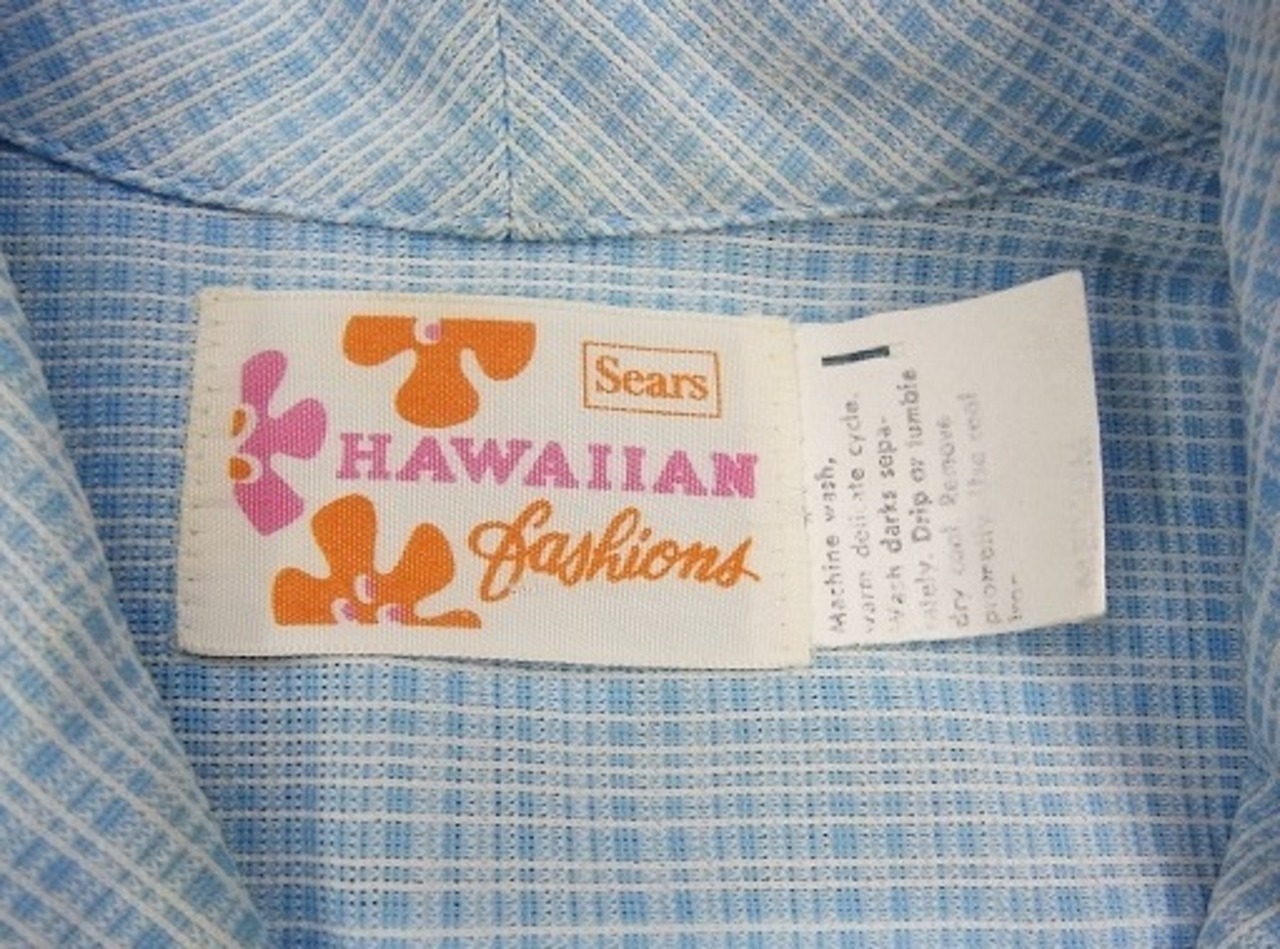 Sears
HAWAIIAN
fashions
Machine wash,
warm delicate cycle.
Wash darks sepa-
rately. Drip or tumble
dry cool Remove
promptly